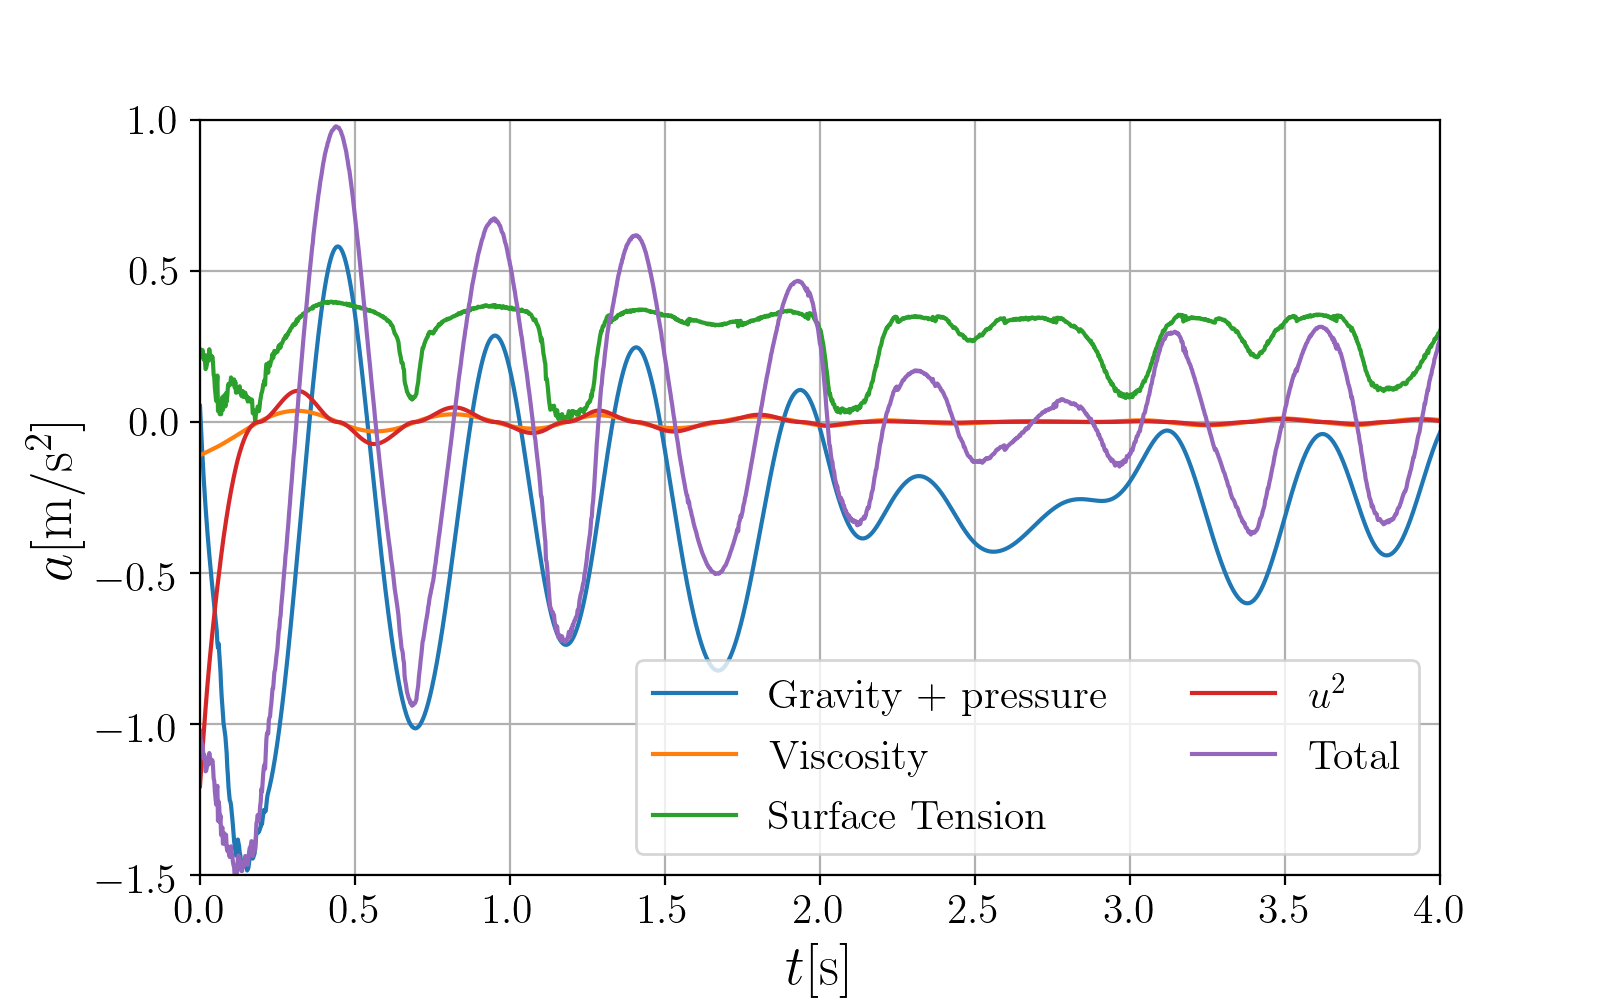 1.0
0.5
0.0
−0.5
−1.0
−1.5
a[m/s²]
0.0 0.5 1.0 1.5 2.0 2.5 3.0 3.5 4.0
t[s]
Gravity + pressure
Viscosity
Surface Tension
u²
Total